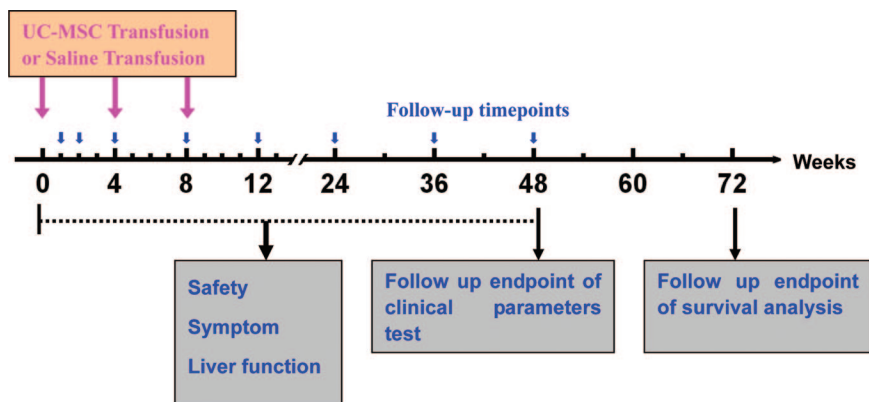 UC-MSC Transfusion
or Saline Transfusion
Follow-up timepoints
Weeks
0 4 8 12 24 36 48 60 72
Safety
Symptom
Liver function
Follow up endpoint of
clinical parameters
test
Follow up endpoint
of survival analysis